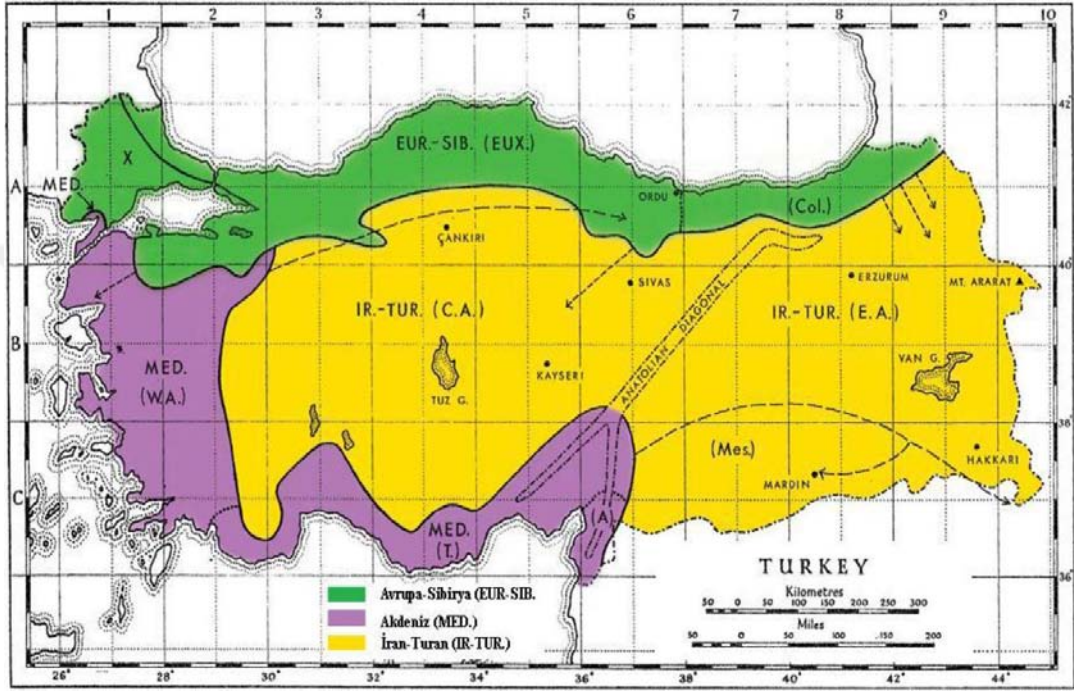 1 2 3 4 5 6 7 8 9 10
42°
EUR.-SIB. (EUX.)
X
A
MED.
ORDU
(Col.)
ÇANKIRI
40
SIVAS
ERZURUM
MT. ARARAT
IR.-TUR. (C.A.)
IR.-TUR. (E.A.)
ANATOLIAN DIAGONAL
B
MED.
(W.A.)
KAYSERI
VAN G.
TUZ G.
38
(Mes.)
HAKKARI
MARDIN
C
(A)
MED.
(T.)
TURKEY
36°
Kilometres
50 0 50 100 150 200 250 300
Miles
50 0 50 100 150 200
Avrupa-Sibirya (EUR-SIB.
Akdeniz (MED.)
İran-Turan (IR-TUR.)
26° 28° 30° 32° 34° 36° 38° 40° 42° 44°